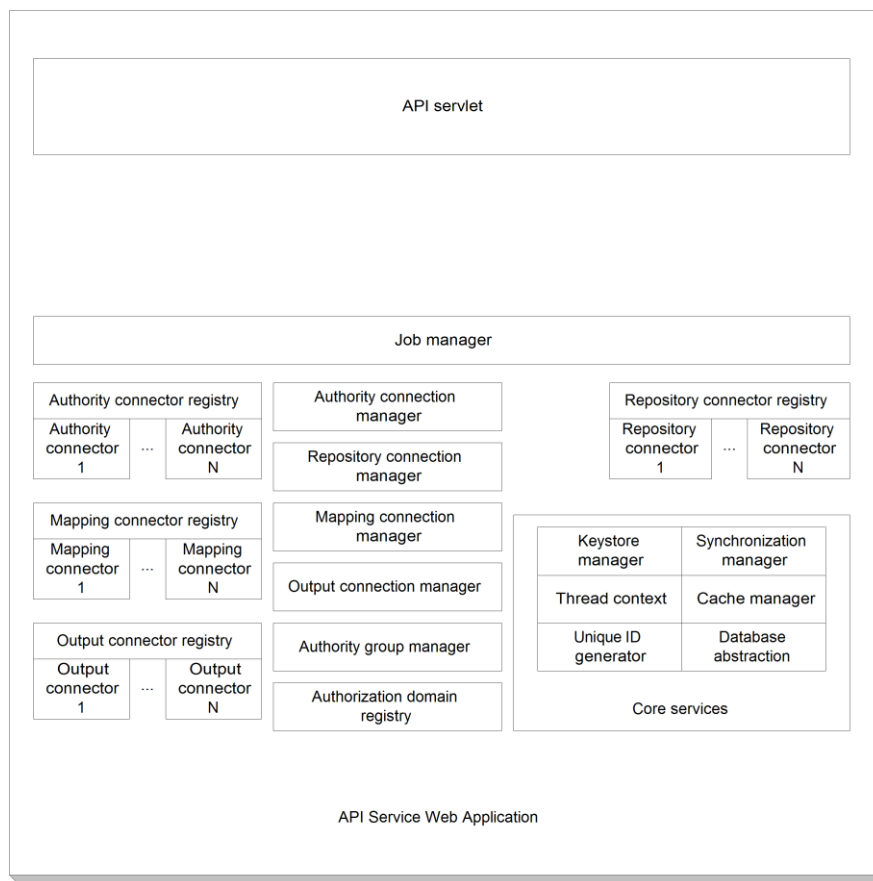 API servlet
Job manager
Authority connector registry
Authority
connector
1
...
Authority
connector
N
Mapping connector registry
Mapping
connector
1
...
Mapping
connector
N
Output connector registry
Output
connector
1
...
Output
connector
N
Authority connection
manager
Repository connection
manager
Mapping connection
manager
Output connection manager
Authority group manager
Authorization domain
registry
Repository connector registry
Repository
connector
1
...
Repository
connector
N
Keystore
manager
Synchronization
manager
Thread context
Cache manager
Unique ID
generator
Database
abstraction
Core services
API Service Web Application